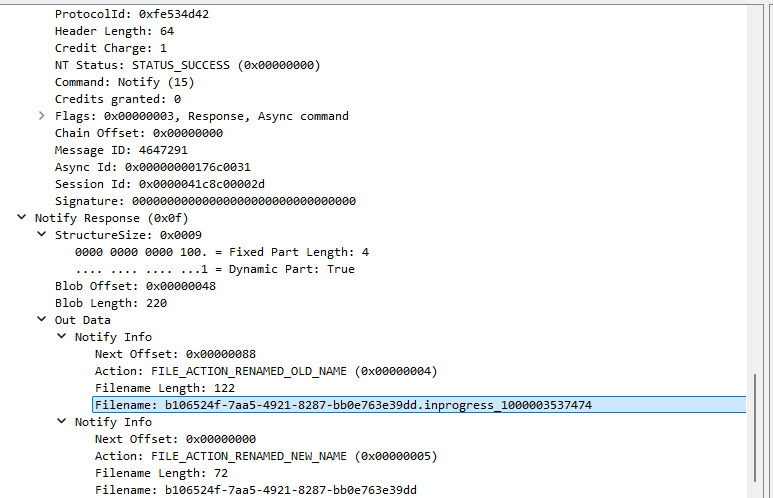 ProtocolId: 0xfe534d42
Header Length: 64
Credit Charge: 1
NT Status: STATUS_SUCCESS (0x00000000)
Command: Notify (15)
Credits granted: 0
Flags: 0x00000003, Response, Async command
Chain Offset: 0x00000000
Message ID: 4647291
Async Id: 0x00000000176c0031
Session Id: 0x0000041c8c00002d
Signature: 00000000000000000000000000000000
Notify Response (0x0f)
StructureSize: 0x0009
0000 0000 0000 100. = Fixed Part Length: 4
.... .... .... ...1 = Dynamic Part: True
Blob Offset: 0x00000048
Blob Length: 220
Out Data
Notify Info
Next Offset: 0x00000088
Action: FILE_ACTION_RENAMED_OLD_NAME (0x00000004)
Filename Length: 122
Filename: b106524f-7aa5-4921-8287-bb0e763e39dd.inprogress_1000003537474
Notify Info
Next Offset: 0x00000000
Action: FILE_ACTION_RENAMED_NEW_NAME (0x00000005)
Filename Length: 72
Filename: b106524f-7aa5-4921-8287-bb0e763e39dd